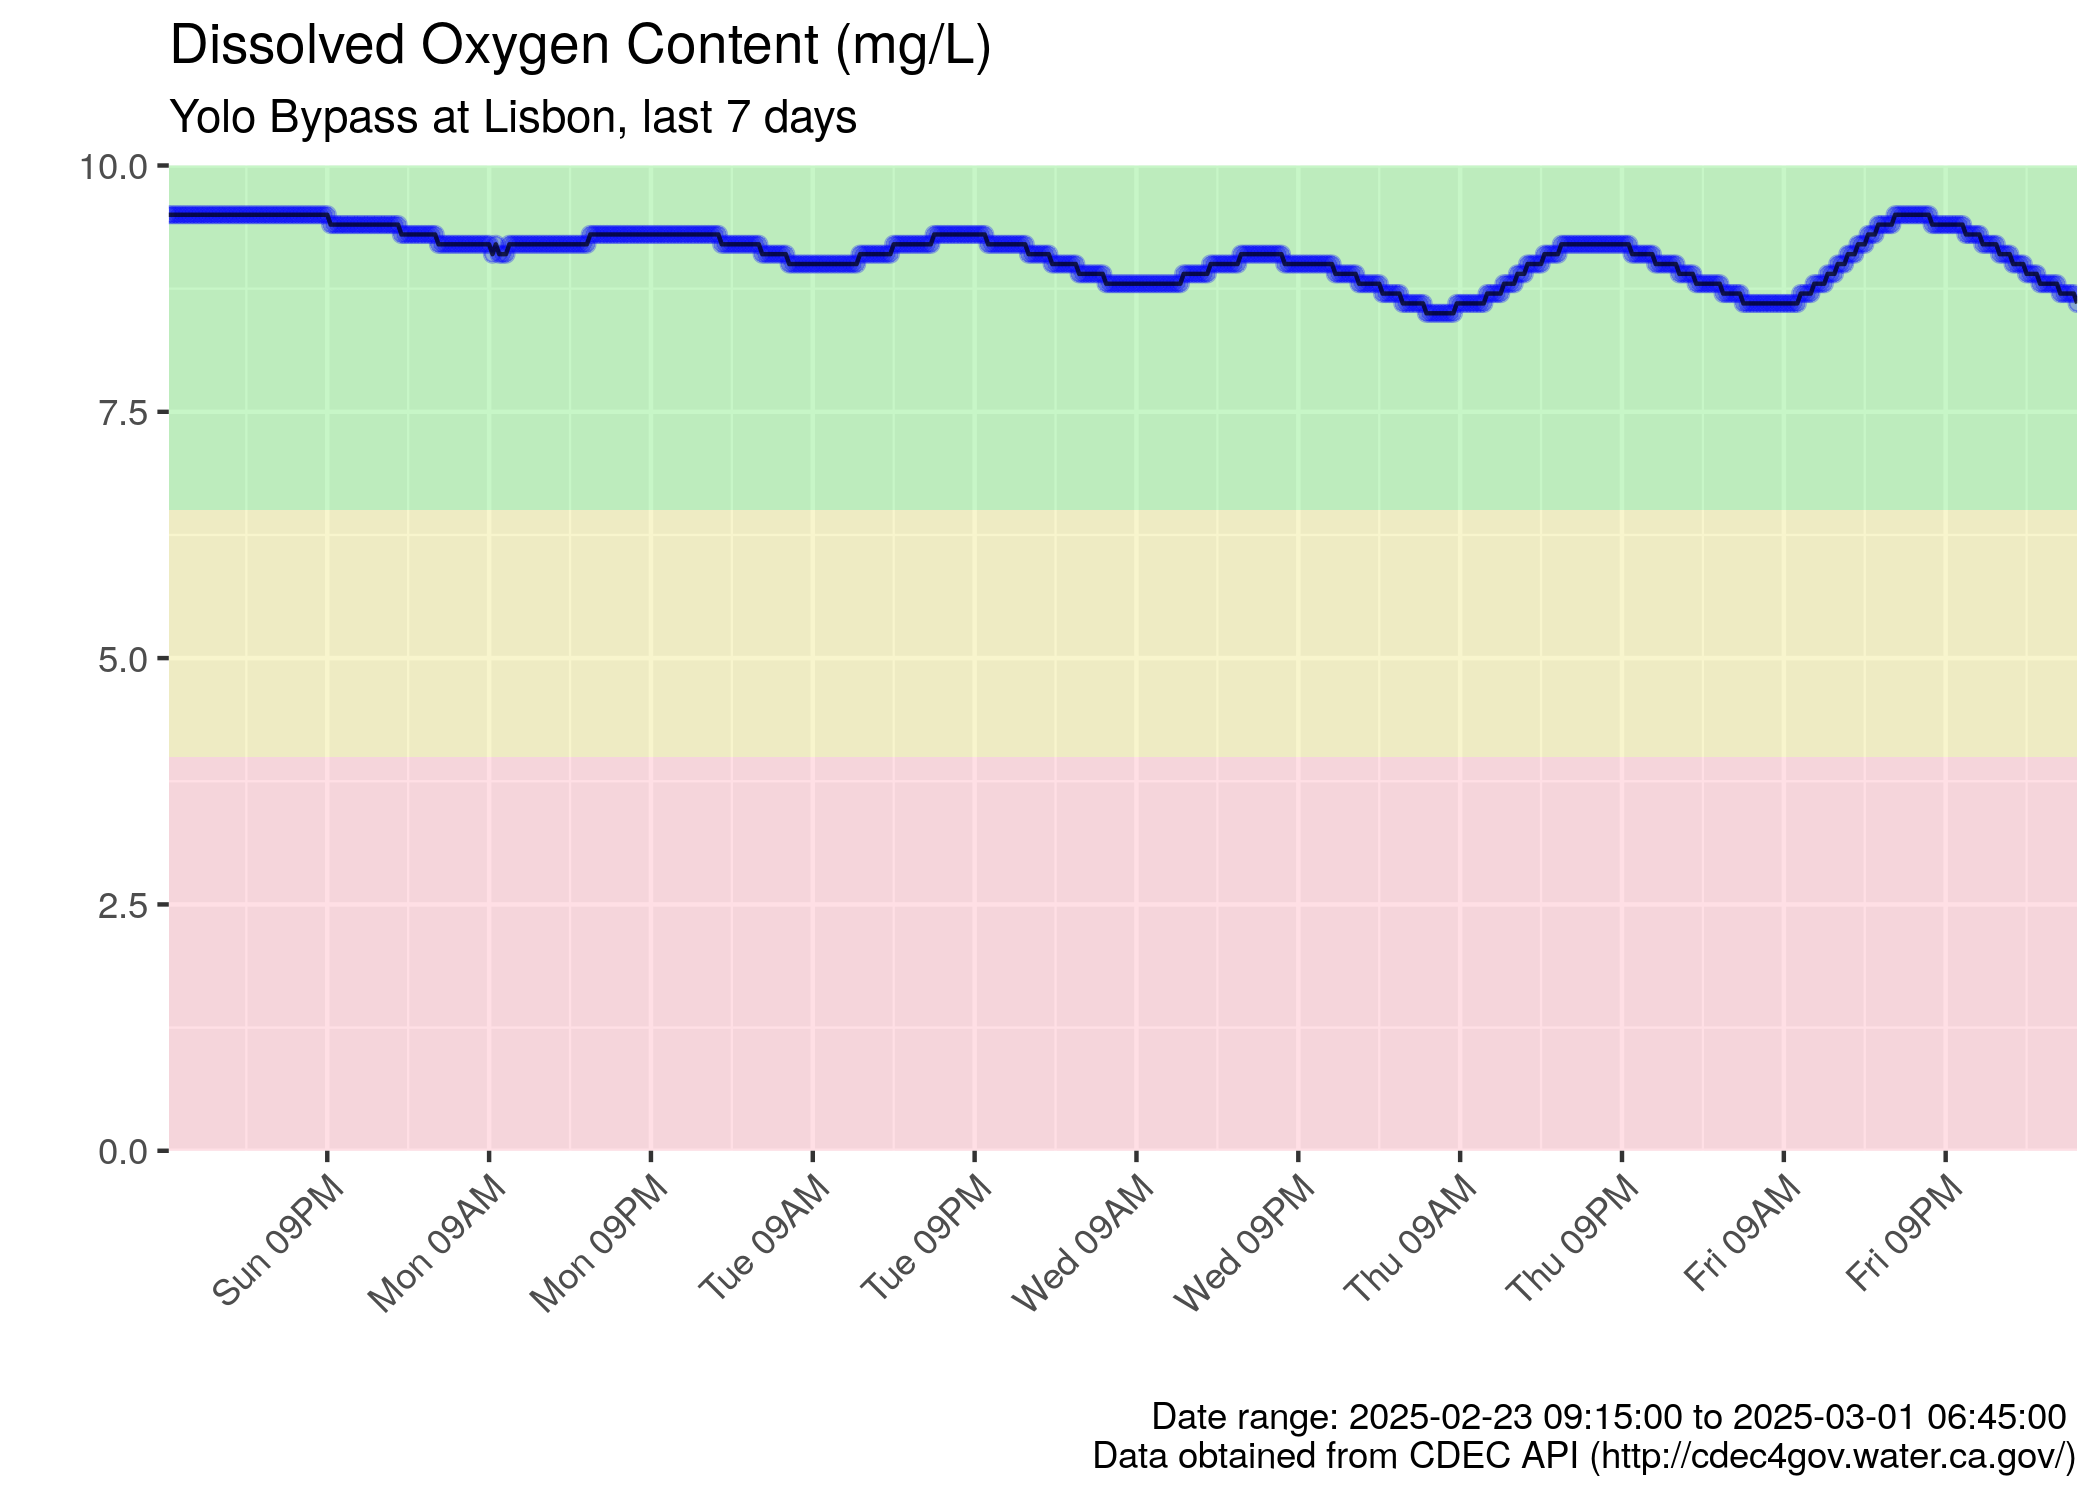 Dissolved Oxygen Content (mg/L)
Yolo Bypass at Lisbon, last 7 days
10.0
7.5
5.0
2.5
0.0
Sun 09PM
Mon 09AM
Mon 09PM
Tue 09AM
Tue 09PM
Wed 09AM
Wed 09PM
Thu 09AM
Thu 09PM
Fri 09AM
Fri 09PM
Date range: 2025-02-23 09:15:00 to 2025-03-01 06:45:00
Data obtained from CDEC API (http://cdec4gov.water.ca.gov/)